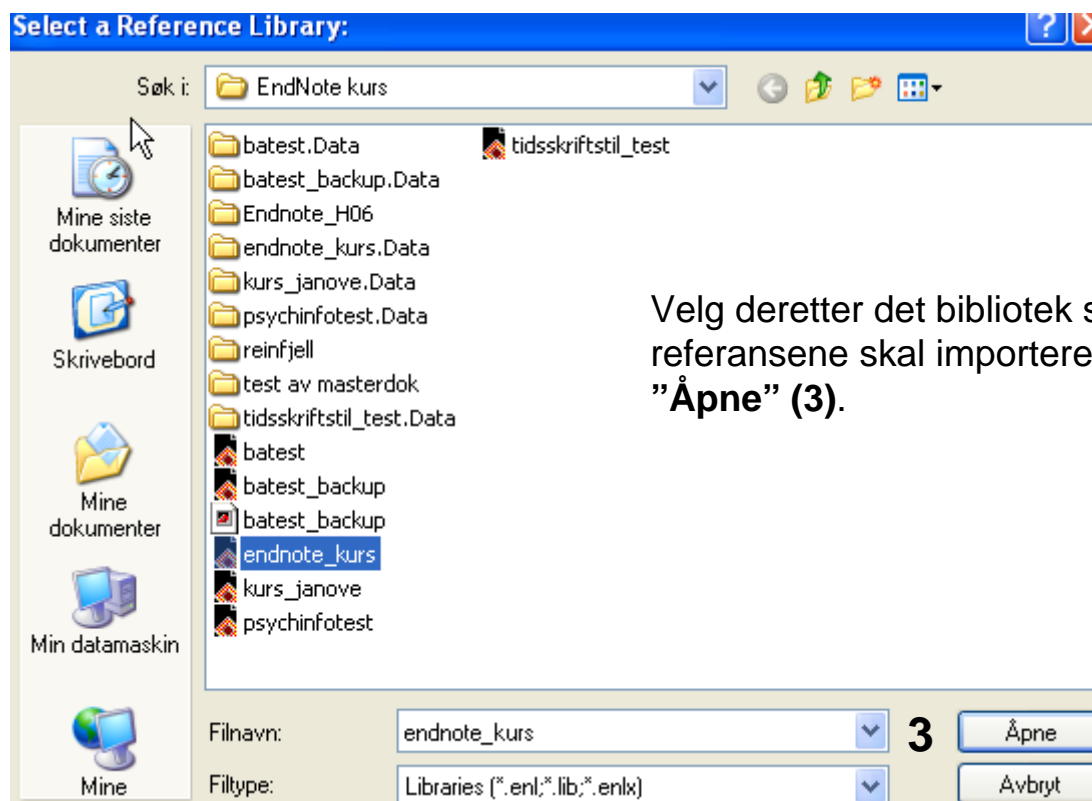 Select a Reference Library:
Søk i:
EndNote kurs
Mine siste
dokumenter
Skrivebord
Mine
dokumenter
Min datamaskin
Mine
batest.Data
batest_backup.Data
Endnote_H06
endnote_kurs.Data
kurs_janove.Data
psychinfotest.Data
reinfjell
test av masterdok
tidsskriftstil_test.Data
batest
batest_backup
batest_backup
endnote_kurs
kurs_janove
psychinfotest
tidsskriftstil_test
Velg deretter det bibliotek s
referansene skal importere
”Åpne” (3).
Filnavn:
endnote_kurs
3
Åpne
Filtype:
Libraries (*.enl;*.lib;*.enlx)
Avbryt